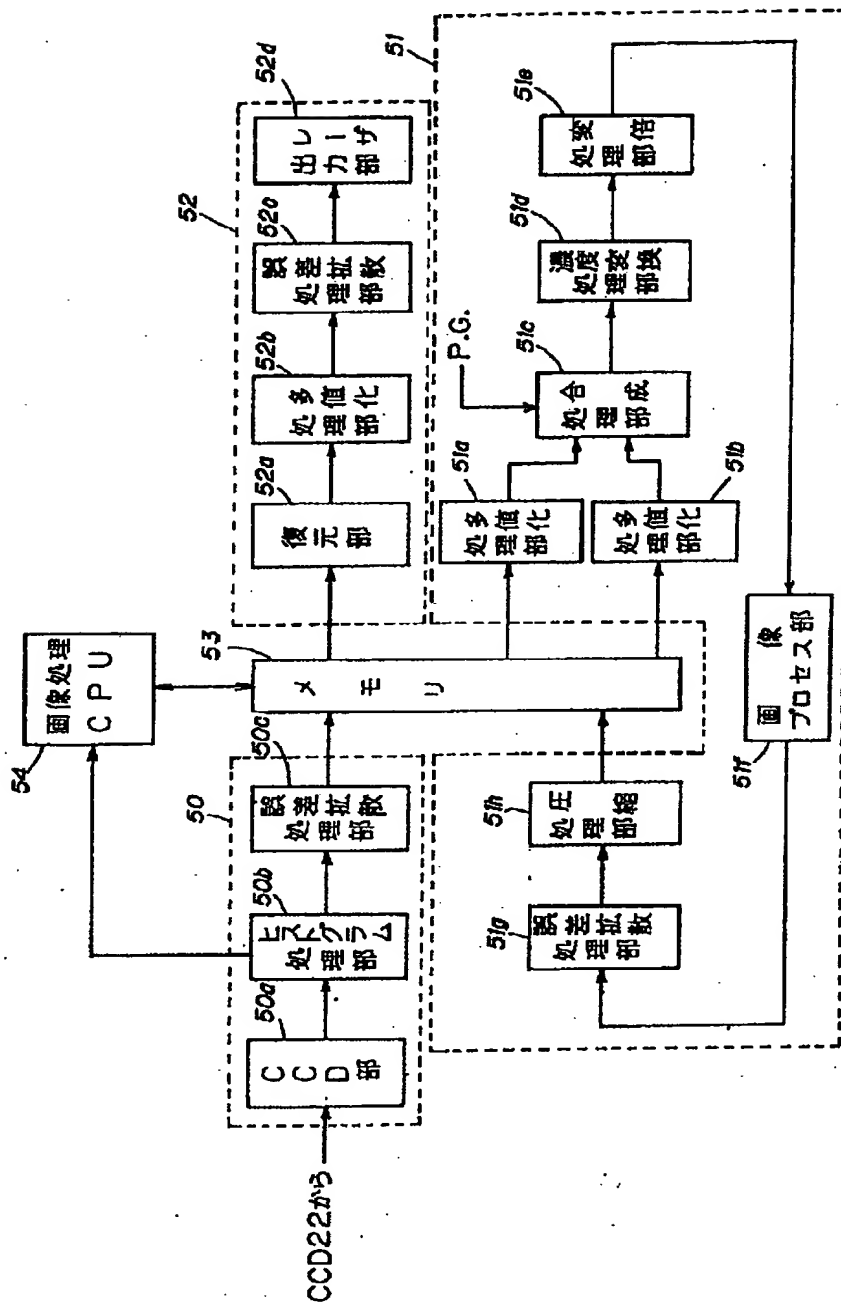 CCD22から
50
50a
CCD部
50b
ヒストグラム
処理部
50c
誤差拡散
処理部
54
画像処理
CPU
53
メモリ
52
52a
復元部
52b
多値化
処理部
52c
誤差拡散
処理部
52d
レーザ
出力部
51
51a
多値化
処理部
51b
多値化
処理部
P.G.
51c
合成
処理部
51d
濃度変換
処理部
51e
変倍
処理部
51f
画像
プロセス部
51g
誤差拡散
処理部
51h
圧縮
処理部